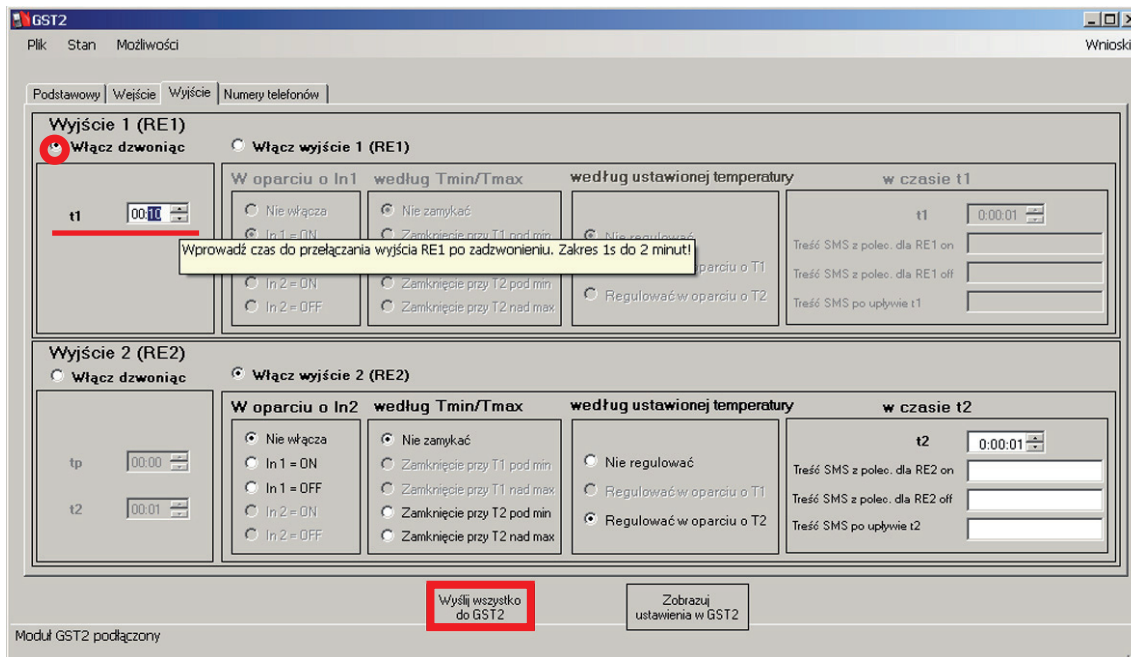 GST2
Plik Stan Możliwości Wnioski
Podstawowy Wejście Wyjście Numery telefonów
Wyjście 1 (RE1)
Włącz dzwoniąc Włącz wyjście 1 (RE1)
W oparciu o In1 według Tmin/Tmax według ustawionej temperatury w czasie t1
t1 00:10 Nie włącza Nie zamykać t1 0:00:01
In 1 = ON Zamknięcie przy T1 pod min Nie regulować
Wprowadź czas do przełączania wyjścia RE1 po zadzwonieniu. Zakres 1s do 2 minut!
Treść SMS z polec. dla RE1 on
oparciu o T1
In 2 = ON Zamknięcie przy T2 pod min Treść SMS z polec. dla RE1 off
In 2 = OFF Zamknięcie przy T2 nad max Regulować w oparciu o T2 Treść SMS po upływie t1
Wyjście 2 (RE2)
Włącz dzwoniąc Włącz wyjście 2 (RE2)
W oparciu o In2 według Tmin/Tmax według ustawionej temperatury w czasie t2
Nie włącza Nie zamykać t2 0:00:01
tp 00:00 In 1 = ON Zamknięcie przy T1 pod min Nie regulować Treść SMS z polec. dla RE2 on
In 1 = OFF Zamknięcie przy T1 nad max Regulować w oparciu o T1 Treść SMS z polec. dla RE2 off
t2 00:01 In 2 = ON Zamknięcie przy T2 pod min Regulować w oparciu o T2 Treść SMS po upływie t2
In 2 = OFF Zamknięcie przy T2 nad max
Wyślij wszystko
do GST2
Zobrazuj
ustawienia w GST2
Moduł GST2 podłączony